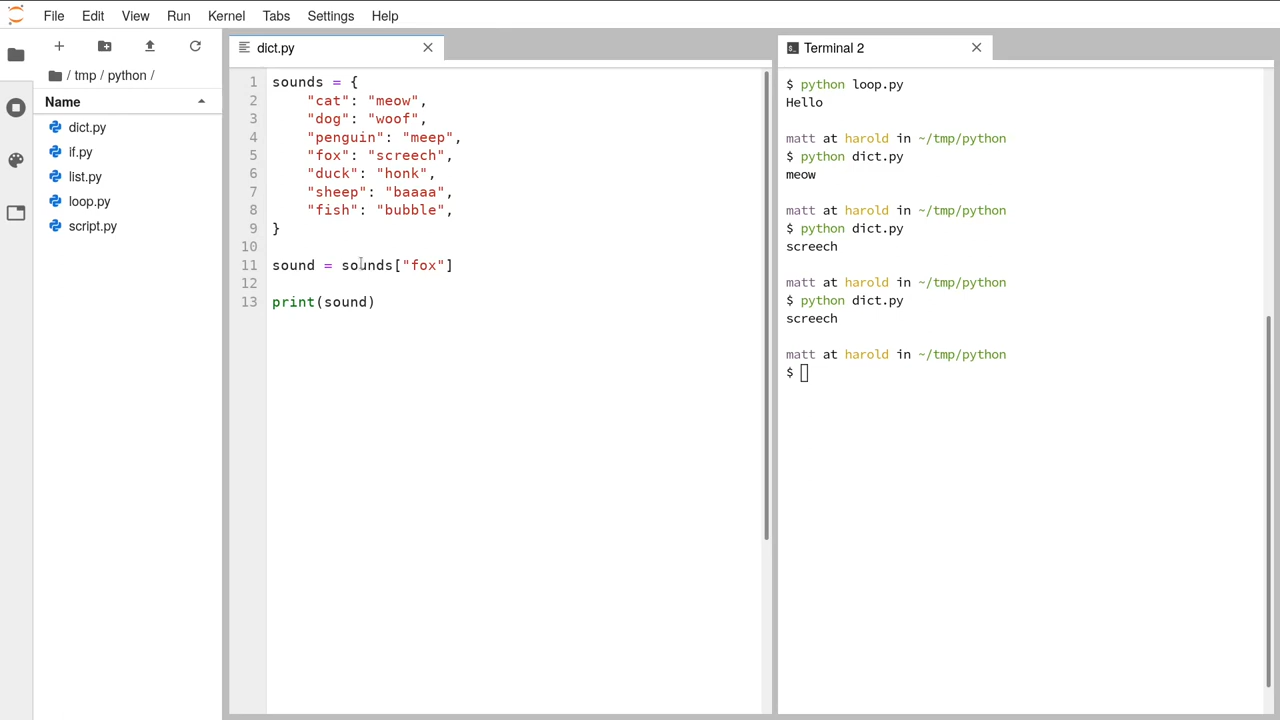 File Edit View Run Kernel Tabs Settings Help
/ tmp / python /
Name
dict.py
if.py
list.py
loop.py
script.py
dict.py
1 sounds = {
2     "cat": "meow",
3     "dog": "woof",
4     "penguin": "meep",
5     "fox": "screech",
6     "duck": "honk",
7     "sheep": "baaaa",
8     "fish": "bubble",
9 }
10
11 sound = sounds["fox"]
12
13 print(sound)
Terminal 2
$ python loop.py
Hello
matt at harold in ~/tmp/python
$ python dict.py
meow
matt at harold in ~/tmp/python
$ python dict.py
screech
matt at harold in ~/tmp/python
$ python dict.py
screech
matt at harold in ~/tmp/python
$